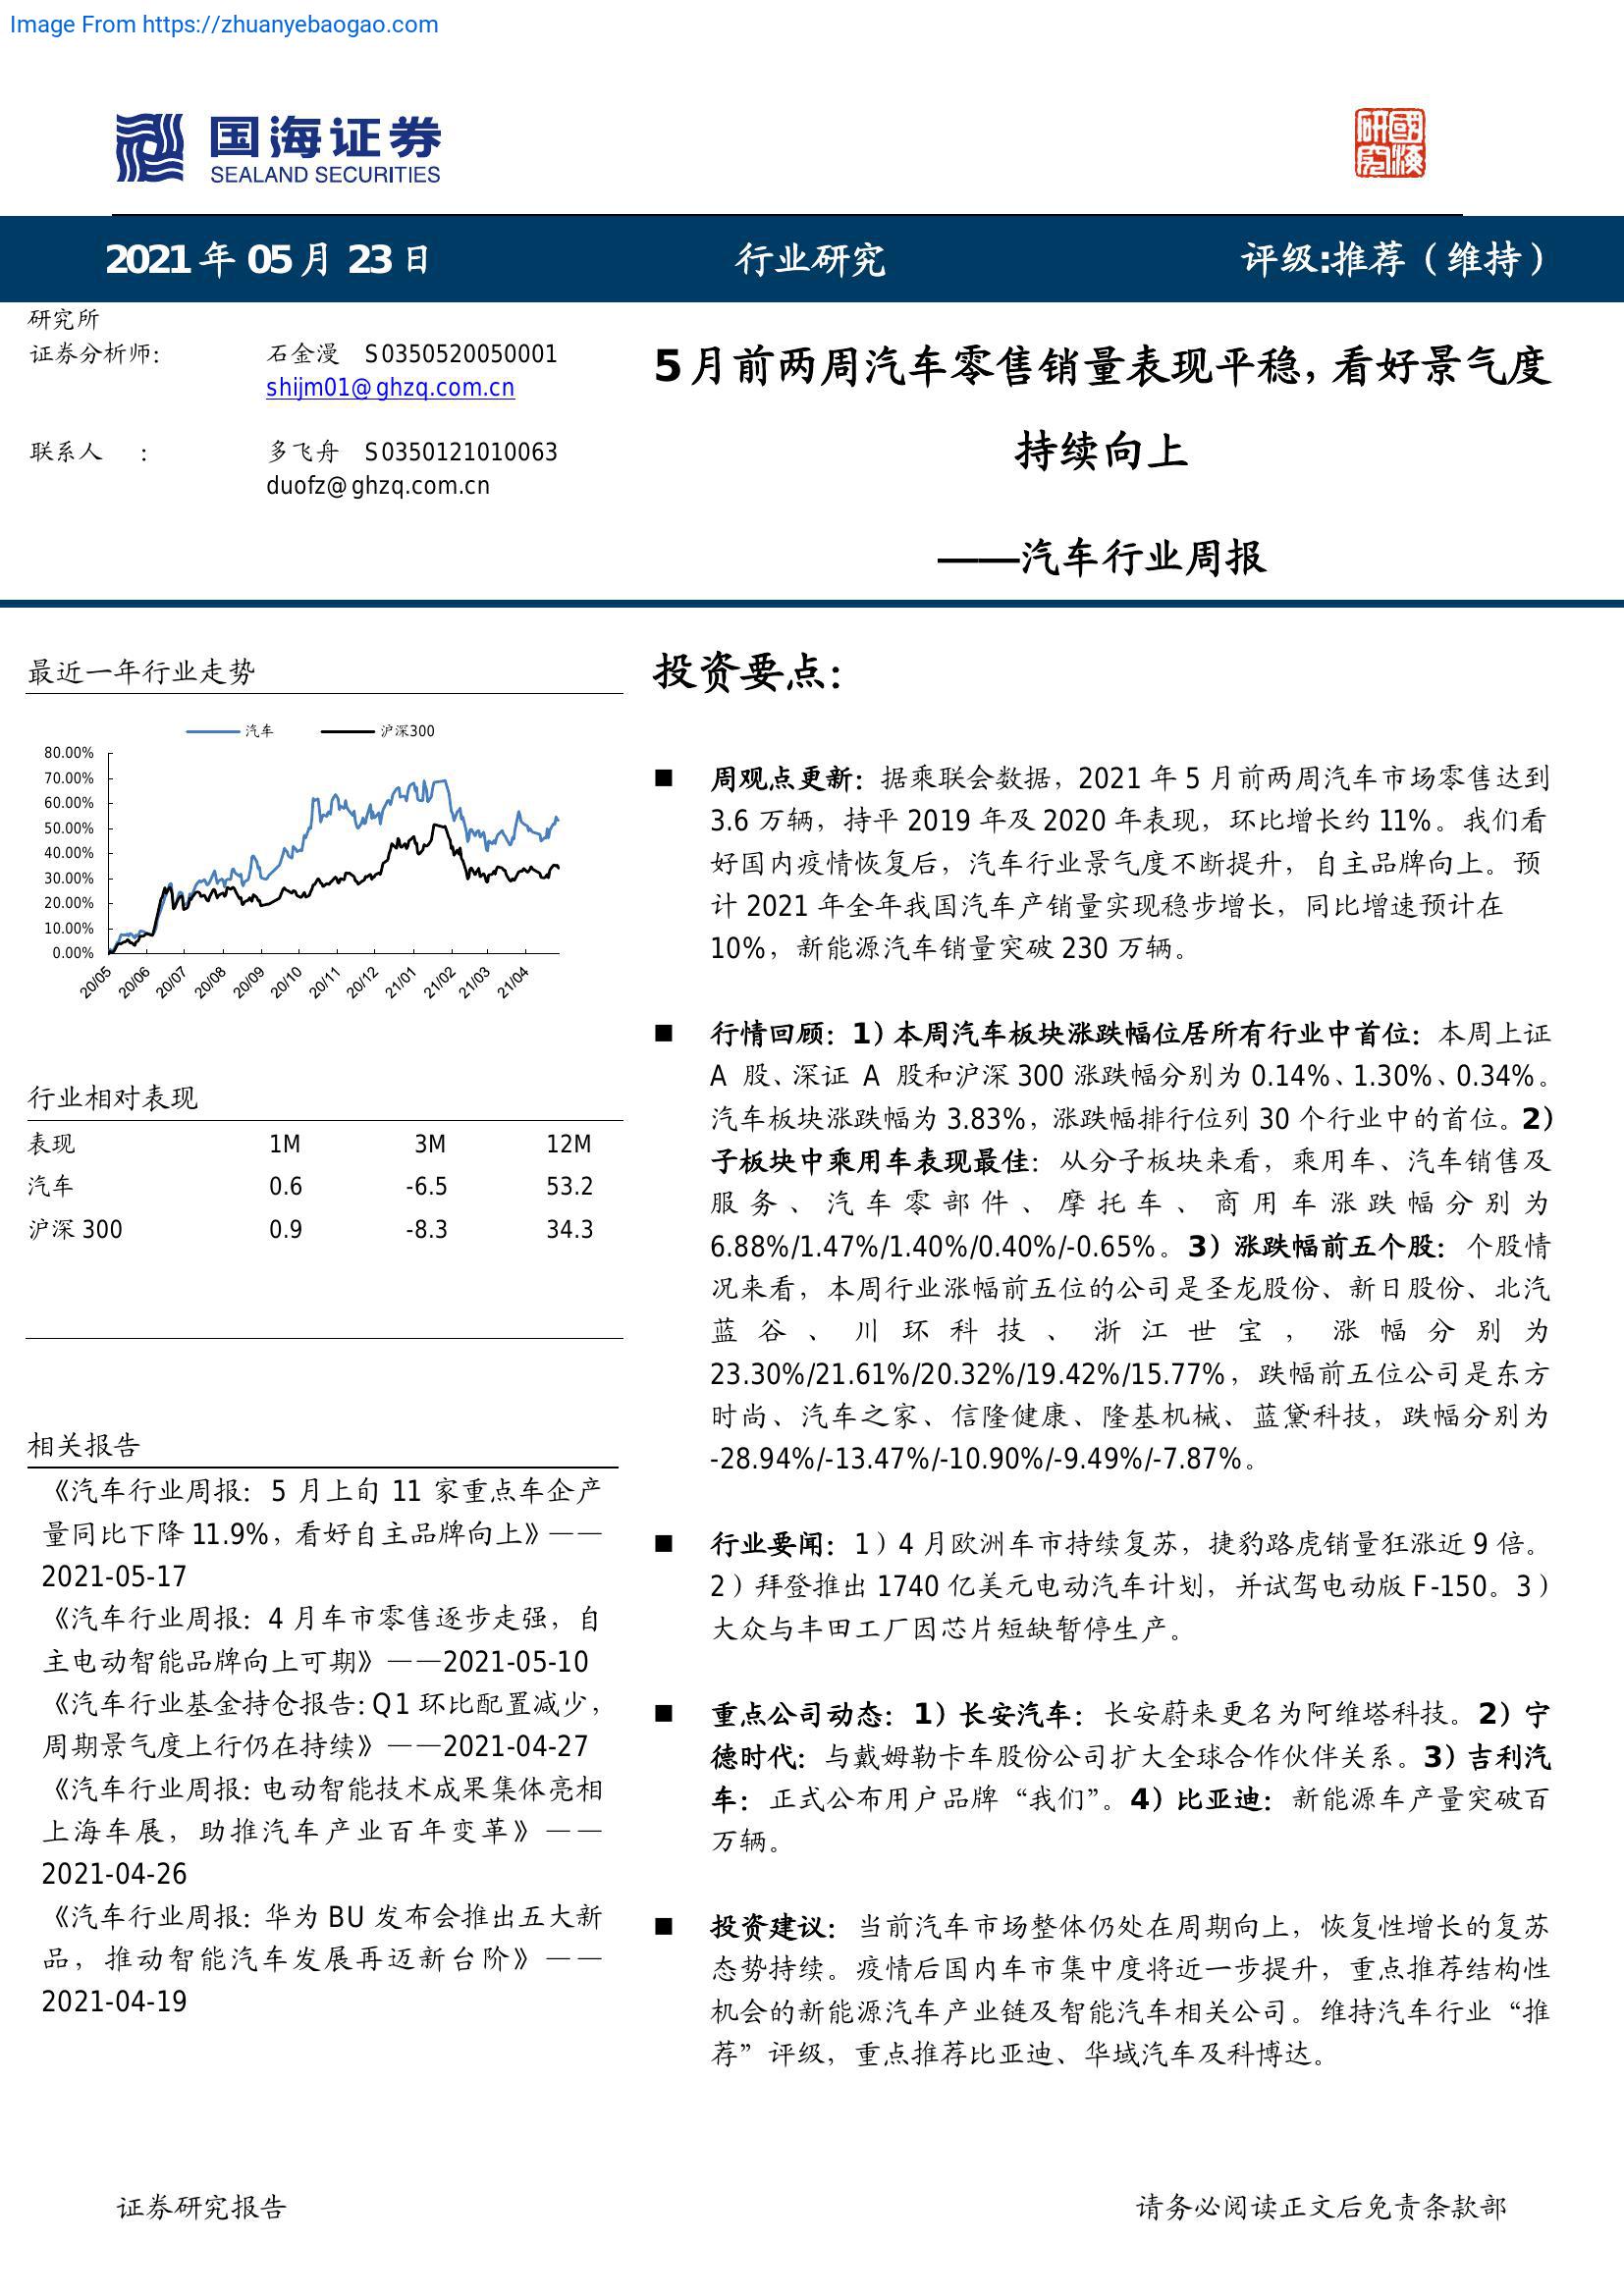 Image From https://zhuanyebaogao.com
国海证券
SEALAND SECURITIES
研究
國海
2021 年 05 月 23 日
行业研究
评级:推荐（维持）
研究所
证券分析师: 石金漫 S0350520050001
shijm01@ghzq.com.cn
联系人 : 多飞舟 S0350121010063
duofz@ghzq.com.cn
5 月前两周汽车零售销量表现平稳，看好景气度
持续向上
——汽车行业周报
最近一年行业走势
汽车 沪深300
80.00%
70.00%
60.00%
50.00%
40.00%
30.00%
20.00%
10.00%
0.00%
20/05 20/06 20/07 20/08 20/09 20/10 20/11 20/12 21/01 21/02 21/03 21/04
行业相对表现
表现 1M 3M 12M
汽车 0.6 -6.5 53.2
沪深 300 0.9 -8.3 34.3
相关报告
《汽车行业周报：5 月上旬 11 家重点车企产
量同比下降 11.9%，看好自主品牌向上》——
2021-05-17
《汽车行业周报：4 月车市零售逐步走强，自
主电动智能品牌向上可期》——2021-05-10
《汽车行业基金持仓报告：Q1 环比配置减少，
周期景气度上行仍在持续》——2021-04-27
《汽车行业周报：电动智能技术成果集体亮相
上海车展，助推汽车产业百年变革》——
2021-04-26
《汽车行业周报：华为 BU 发布会推出五大新
品，推动智能汽车发展再迈新台阶》——
2021-04-19
投资要点：
■ 周观点更新：据乘联会数据，2021 年 5 月前两周汽车市场零售达到
3.6 万辆，持平 2019 年及 2020 年表现，环比增长约 11%。我们看
好国内疫情恢复后，汽车行业景气度不断提升，自主品牌向上。预
计 2021 年全年我国汽车产销量实现稳步增长，同比增速预计在
10%，新能源汽车销量突破 230 万辆。
■ 行情回顾：1）本周汽车板块涨跌幅位居所有行业中首位：本周上证
A 股、深证 A 股和沪深 300 涨跌幅分别为 0.14%、1.30%、0.34%。
汽车板块涨跌幅为 3.83%，涨跌幅排行位列 30 个行业中的首位。2）
子板块中乘用车表现最佳：从分子板块来看，乘用车、汽车销售及
服务、汽车零部件、摩托车、商用车涨跌幅分别为
6.88%/1.47%/1.40%/0.40%/-0.65%。3）涨跌幅前五个股：个股情
况来看，本周行业涨幅前五位的公司是圣龙股份、新日股份、北汽
蓝谷、川环科技、浙江世宝，涨幅分别为
23.30%/21.61%/20.32%/19.42%/15.77%，跌幅前五位公司是东方
时尚、汽车之家、信隆健康、隆基机械、蓝黛科技，跌幅分别为
-28.94%/-13.47%/-10.90%/-9.49%/-7.87%。
■ 行业要闻：1）4 月欧洲车市持续复苏，捷豹路虎销量狂涨近 9 倍。
2）拜登推出 1740 亿美元电动汽车计划，并试驾电动版 F-150。3）
大众与丰田工厂因芯片短缺暂停生产。
■ 重点公司动态：1）长安汽车：长安蔚来更名为阿维塔科技。2）宁
德时代：与戴姆勒卡车股份公司扩大全球合作伙伴关系。3）吉利汽
车：正式公布用户品牌“我们”。4）比亚迪：新能源车产量突破百
万辆。
■ 投资建议：当前汽车市场整体仍处在周期向上，恢复性增长的复苏
态势持续。疫情后国内车市集中度将近一步提升，重点推荐结构性
机会的新能源汽车产业链及智能汽车相关公司。维持汽车行业“推
荐”评级，重点推荐比亚迪、华域汽车及科博达。
证券研究报告
请务必阅读正文后免责条款部